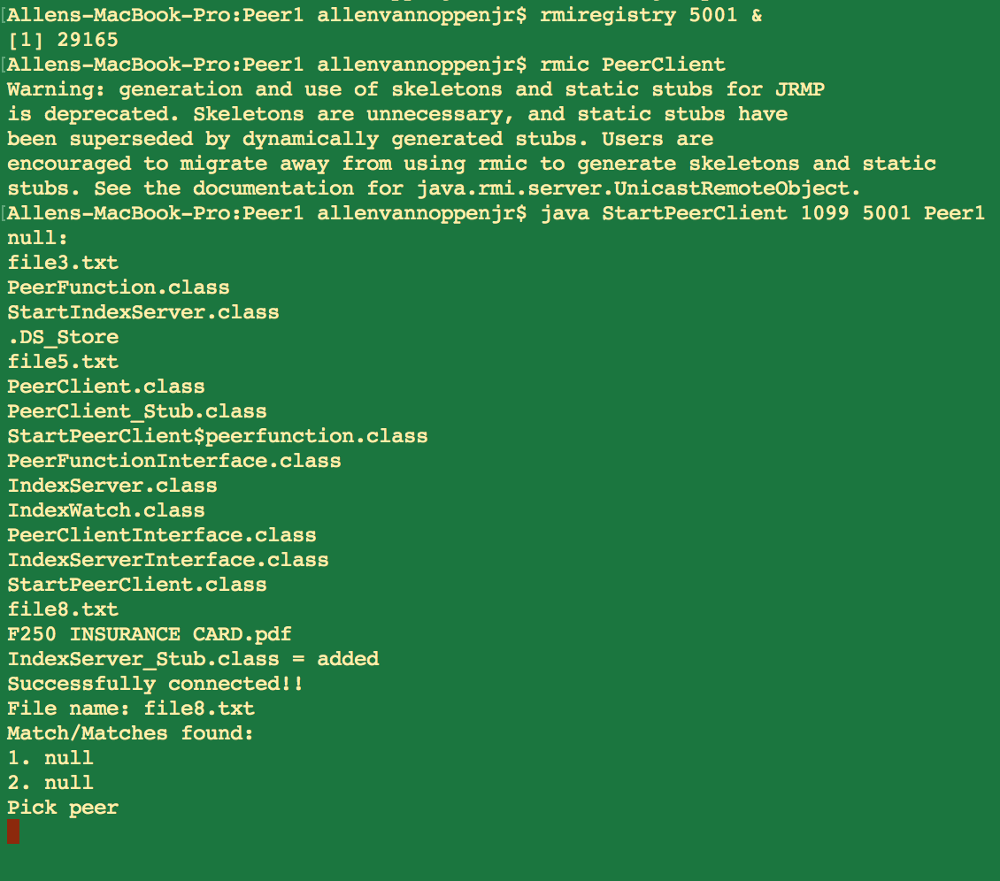 Allens-MacBook-Pro:Peer1 allenvannoppenjr$ rmiregistry 5001 &
[1] 29165
[Allens-MacBook-Pro:Peer1 allenvannoppenjr$ rmic PeerClient
Warning: generation and use of skeletons and static stubs for JRMP
is deprecated. Skeletons are unnecessary, and static stubs have
been superseded by dynamically generated stubs. Users are
encouraged to migrate away from using rmic to generate skeletons and static
stubs. See the documentation for java.rmi.server.UnicastRemoteObject.
[Allens-MacBook-Pro:Peer1 allenvannoppenjr$ java StartPeerClient 1099 5001 Peer1
null:
file3.txt
PeerFunction.class
StartIndexServer.class
.DS_Store
file5.txt
PeerClient.class
PeerClient_Stub.class
StartPeerClient$peerfunction.class
PeerFunctionInterface.class
IndexServer.class
IndexWatch.class
PeerClientInterface.class
IndexServerInterface.class
StartPeerClient.class
file8.txt
F250 INSURANCE CARD.pdf
IndexServer_Stub.class = added
Successfully connected!!
File name: file8.txt
Match/Matches found:
1. null
2. null
Pick peer